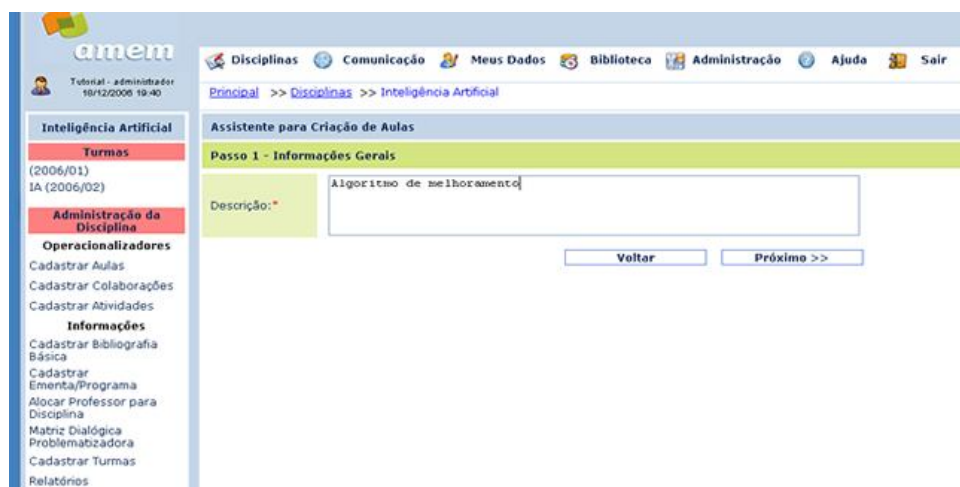 amem
Tutorial - administrador
18/12/2006 19:40
Disciplinas Comunicação Meus Dados Biblioteca Administração Ajuda Sair
Principal >> Disciplinas >> Inteligência Artificial
Inteligência Artificial
Turmas
(2006/01)
IA (2006/02)
Administração da
Disciplina
Operacionalizadores
Cadastrar Aulas
Cadastrar Colaborações
Cadastrar Atividades
Informações
Cadastrar Bibliografia
Básica
Cadastrar
Ementa/Programa
Alocar Professor para
Disciplina
Matriz Dialógica
Problematizadora
Cadastrar Turmas
Relatórios
Assistente para Criação de Aulas
Passo 1 - Informações Gerais
Descrição:*
Algoritmo de melhoramento
Voltar Próximo >>